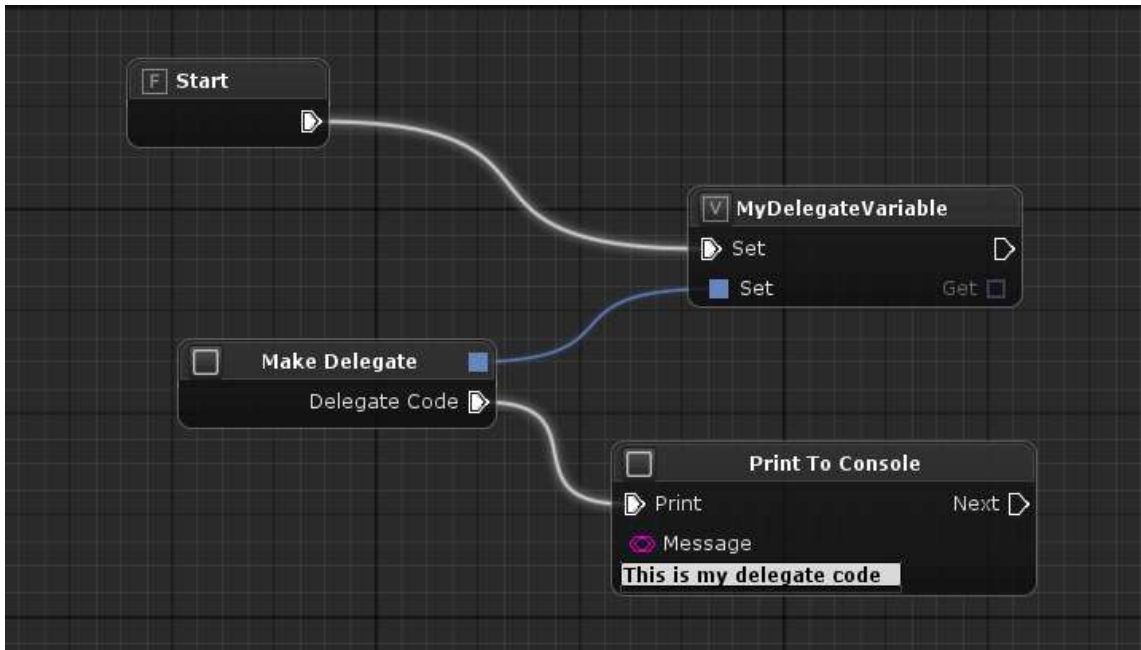 F Start
V MyDelegateVariable
Set
Set Get
Make Delegate
Delegate Code
Print To Console
Print Next
Message
This is my delegate code